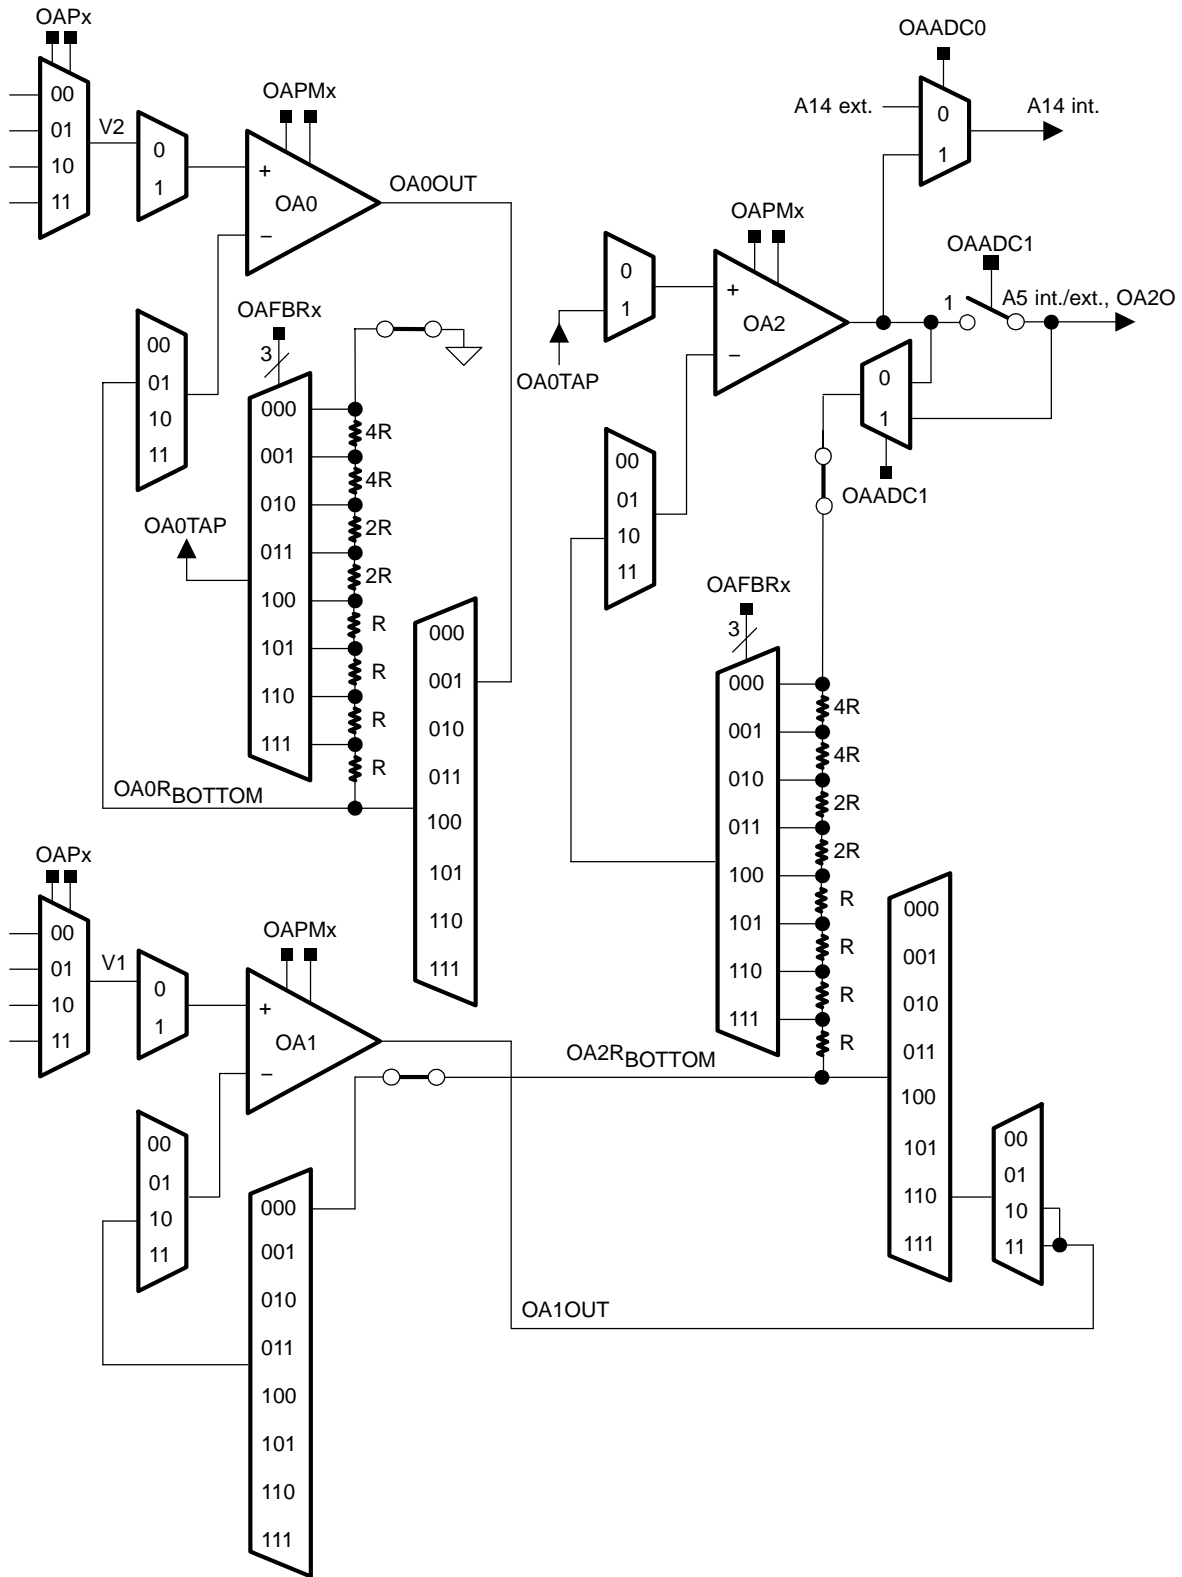 OAPx
00
01
10
11
V2
0
1
OAPMx
+
OA0
−
OA0OUT
00
01
10
11
OAFBRx
3
000
001
010
011
100
101
110
111
4R
4R
2R
2R
R
R
R
R
OA0TAP
OA0RBOTTOM
000
001
010
011
100
101
110
111
OAADC0
A14 ext.
0
1
A14 int.
OAPMx
0
1
OA0TAP
+
OA2
−
OAADC1
1
A5 int./ext., OA2O
0
1
OAADC1
00
01
10
11
OAFBRx
3
000
001
010
011
100
101
110
111
4R
4R
2R
2R
R
R
R
R
OA2RBOTTOM
000
001
010
011
100
101
110
111
00
01
10
11
OAPx
00
01
10
11
V1
0
1
OAPMx
+
OA1
−
00
01
10
11
000
001
010
011
100
101
110
111
OA1OUT